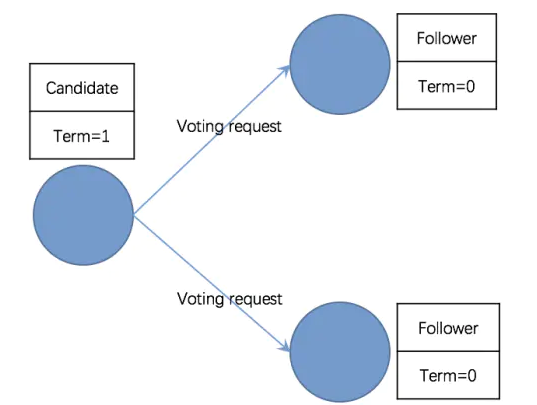 Candidate
Term=1
Voting request
Follower
Term=0
Voting request
Follower
Term=0